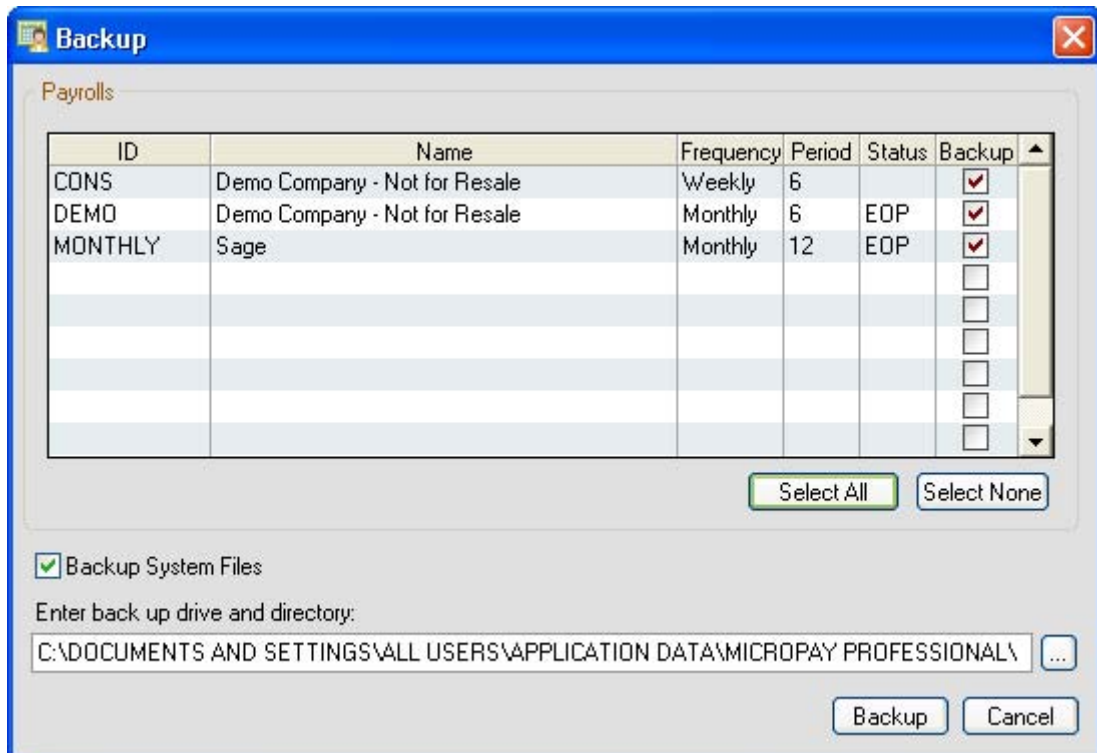 Backup
Payrolls
ID Name Frequency Period Status Backup
CONS Demo Company - Not for Resale Weekly 6
DEMO Demo Company - Not for Resale Monthly 6 EOP
MONTHLY Sage Monthly 12 EOP
Select All Select None
Backup System Files
Enter back up drive and directory:
C:\DOCUMENTS AND SETTINGS\ALL USERS\APPLICATION DATA\MICROPAY PROFESSIONAL\ ...
Backup Cancel